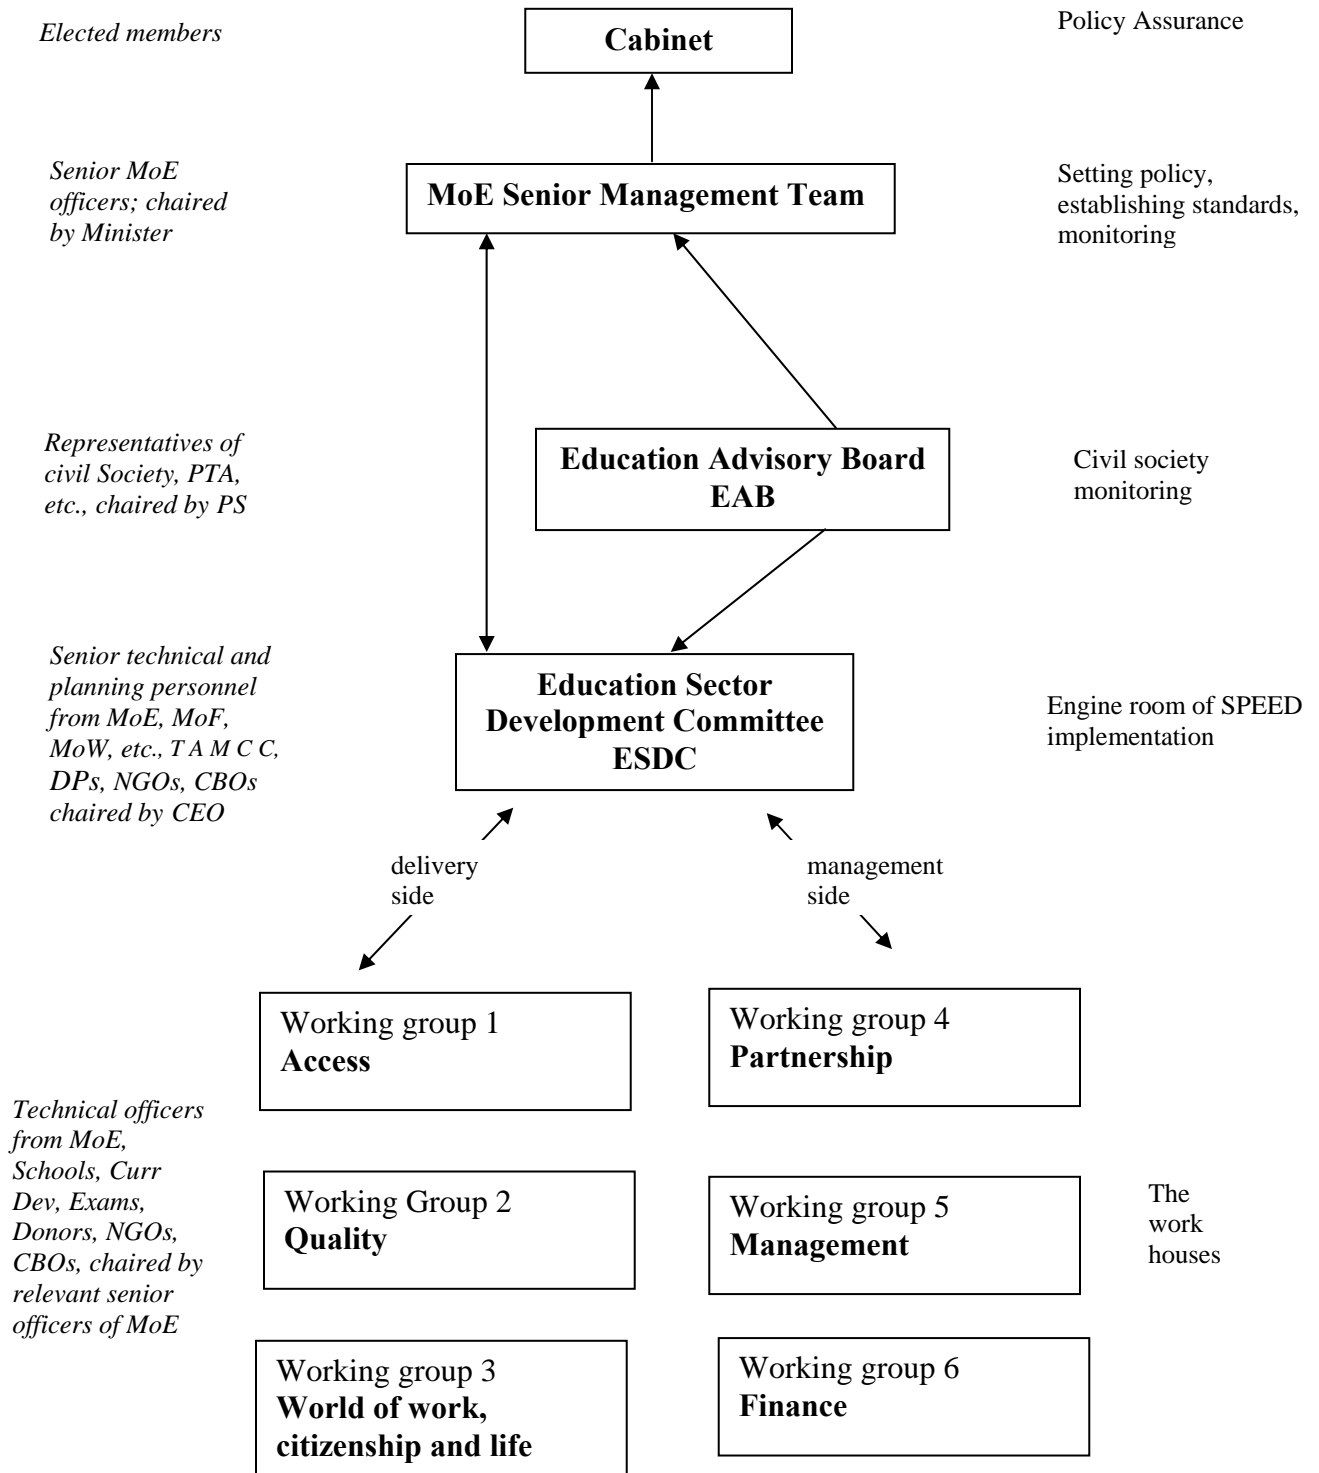 Elected members
Cabinet
Policy Assurance
Senior MoE
officers; chaired
by Minister
MoE Senior Management Team
Setting policy,
establishing standards,
monitoring
Representatives of
civil Society, PTA,
etc., chaired by PS
Education Advisory Board
EAB
Civil society
monitoring
Senior technical and
planning personnel
from MoE, MoF,
MoW, etc., T A M C C,
DPs, NGOs, CBOs
chaired by CEO
Education Sector
Development Committee
ESDC
Engine room of SPEED
implementation
delivery
side
management
side
Working group 1
Access
Working group 4
Partnership
Technical officers
from MoE,
Schools, Curr
Dev, Exams,
Donors, NGOs,
CBOs, chaired by
relevant senior
officers of MoE
Working Group 2
Quality
Working group 5
Management
The
work
houses
Working group 3
World of work,
citizenship and life
Working group 6
Finance